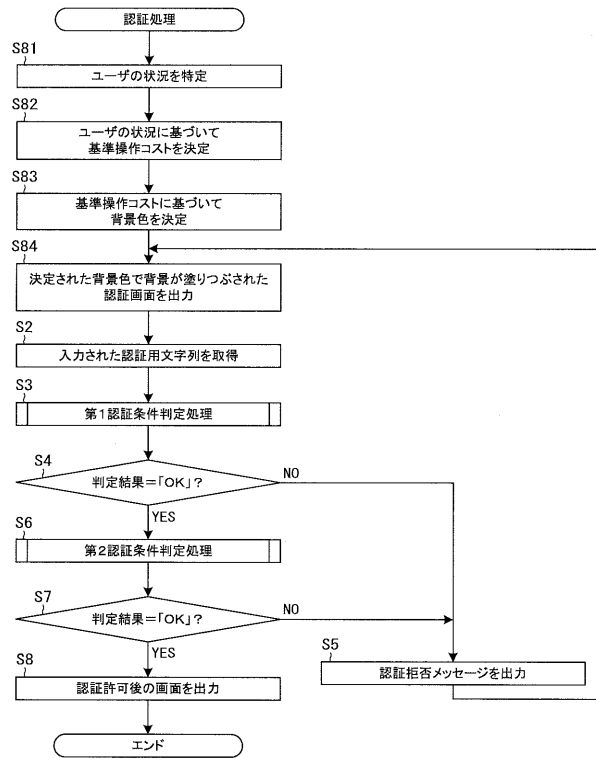 認証処理
S81
ユーザの状況を特定
S82
ユーザの状況に基づいて
基準操作コストを決定
S83
基準操作コストに基づいて
背景色を決定
S84
決定された背景色で背景が塗りつぶされた
認証画面を出力
S2
入力された認証用文字列を取得
S3
第1認証条件判定処理
S4
判定結果=「OK」?
NO
YES
S6
第2認証条件判定処理
S7
判定結果=「OK」?
NO
YES
S5
認証拒否メッセージを出力
S8
認証許可後の画面を出力
エンド